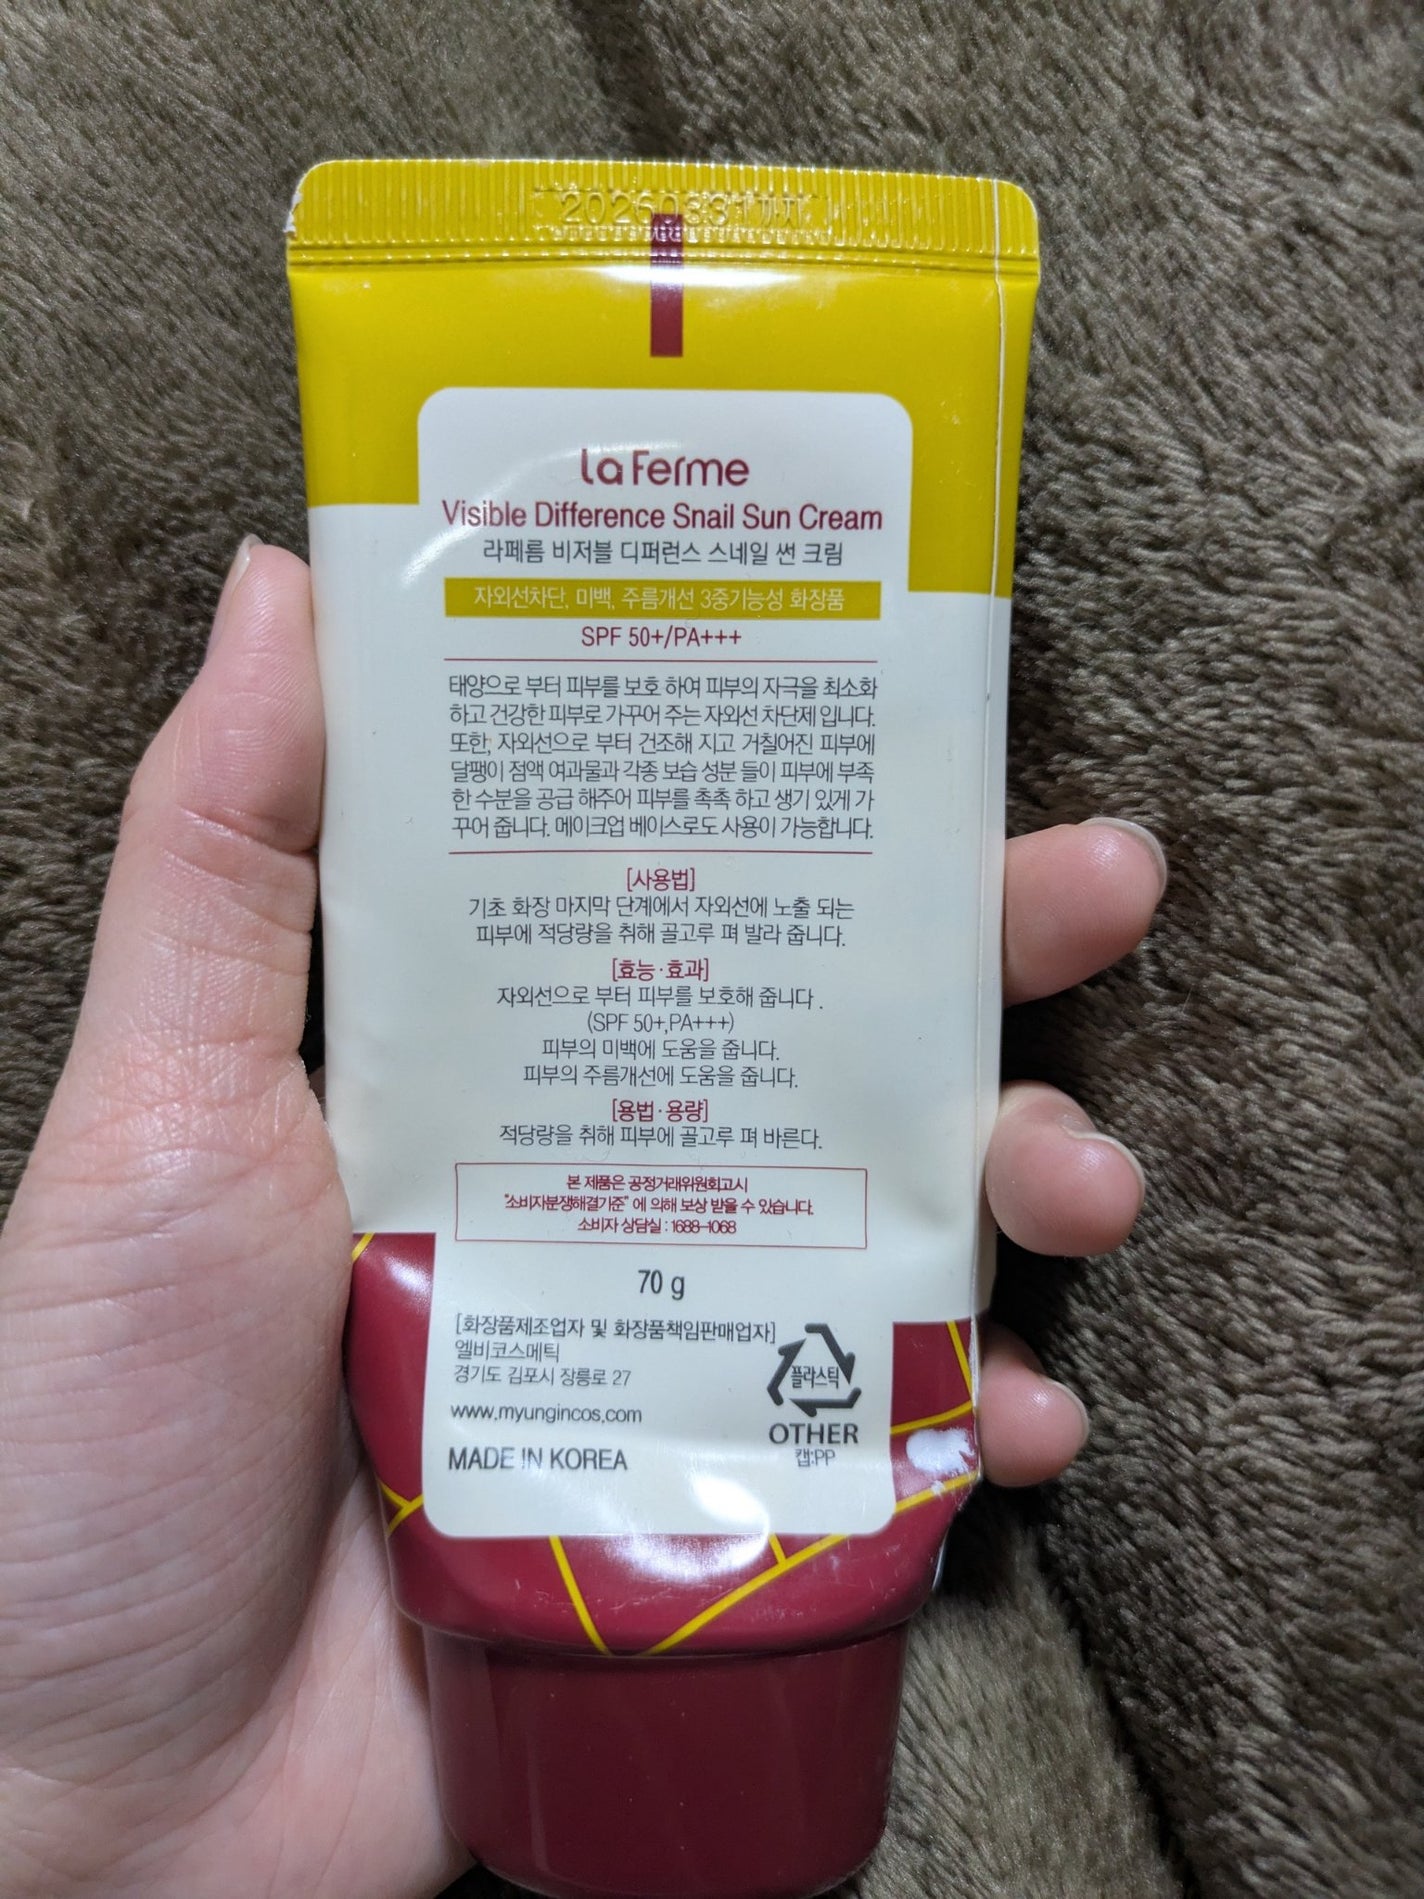 20260331까지
La Ferme
Visible Difference Snail Sun Cream
라페름 비저블 디퍼런스 스네일 썬 크림
자외선차단, 미백, 주름개선 3중기능성 화장품
SPF 50+/PA+++
태양으로 부터 피부를 보호 하여 피부의 자극을 최소화
하고 건강한 피부로 가꾸어 주는 자외선 차단제 입니다.
또한, 자외선으로 부터 건조해 지고 거칠어진 피부에
달팽이 점액 여과물과 각종 보습 성분 들이 피부에 부족
한 수분을 공급 해주어 피부를 촉촉 하고 생기 있게 가
꾸어 줍니다. 메이크업 베이스로도 사용이 가능합니다.
[사용법]
기초 화장 마지막 단계에서 자외선에 노출 되는
피부에 적당량을 취해 골고루 펴 발라 줍니다.
[효능·효과]
자외선으로 부터 피부를 보호해 줍니다 .
(SPF 50+,PA+++)
피부의 미백에 도움을 줍니다.
피부의 주름개선에 도움을 줍니다.
[용법·용량]
적당량을 취해 피부에 골고루 펴 바른다.
본 제품은 공정거래위원회고시
"소비자분쟁해결기준" 에 의해 보상 받을 수 있습니다.
소비자 상담실 : 1688-1068
70 g
[화장품제조업자 및 화장품책임판매업자]
엘비코스메틱
경기도 김포시 장릉로 27
www.myungincos.com
MADE IN KOREA
플라스틱
OTHER
캡:PP